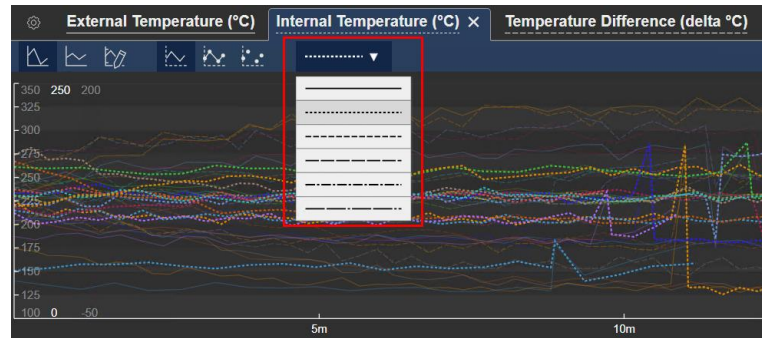 External Temperature (°C) Internal Temperature (°C) × Temperature Difference (delta °C)
350 250 200
325
300
275
250
225
200
175
150
125
100 0 -50
5m 10m